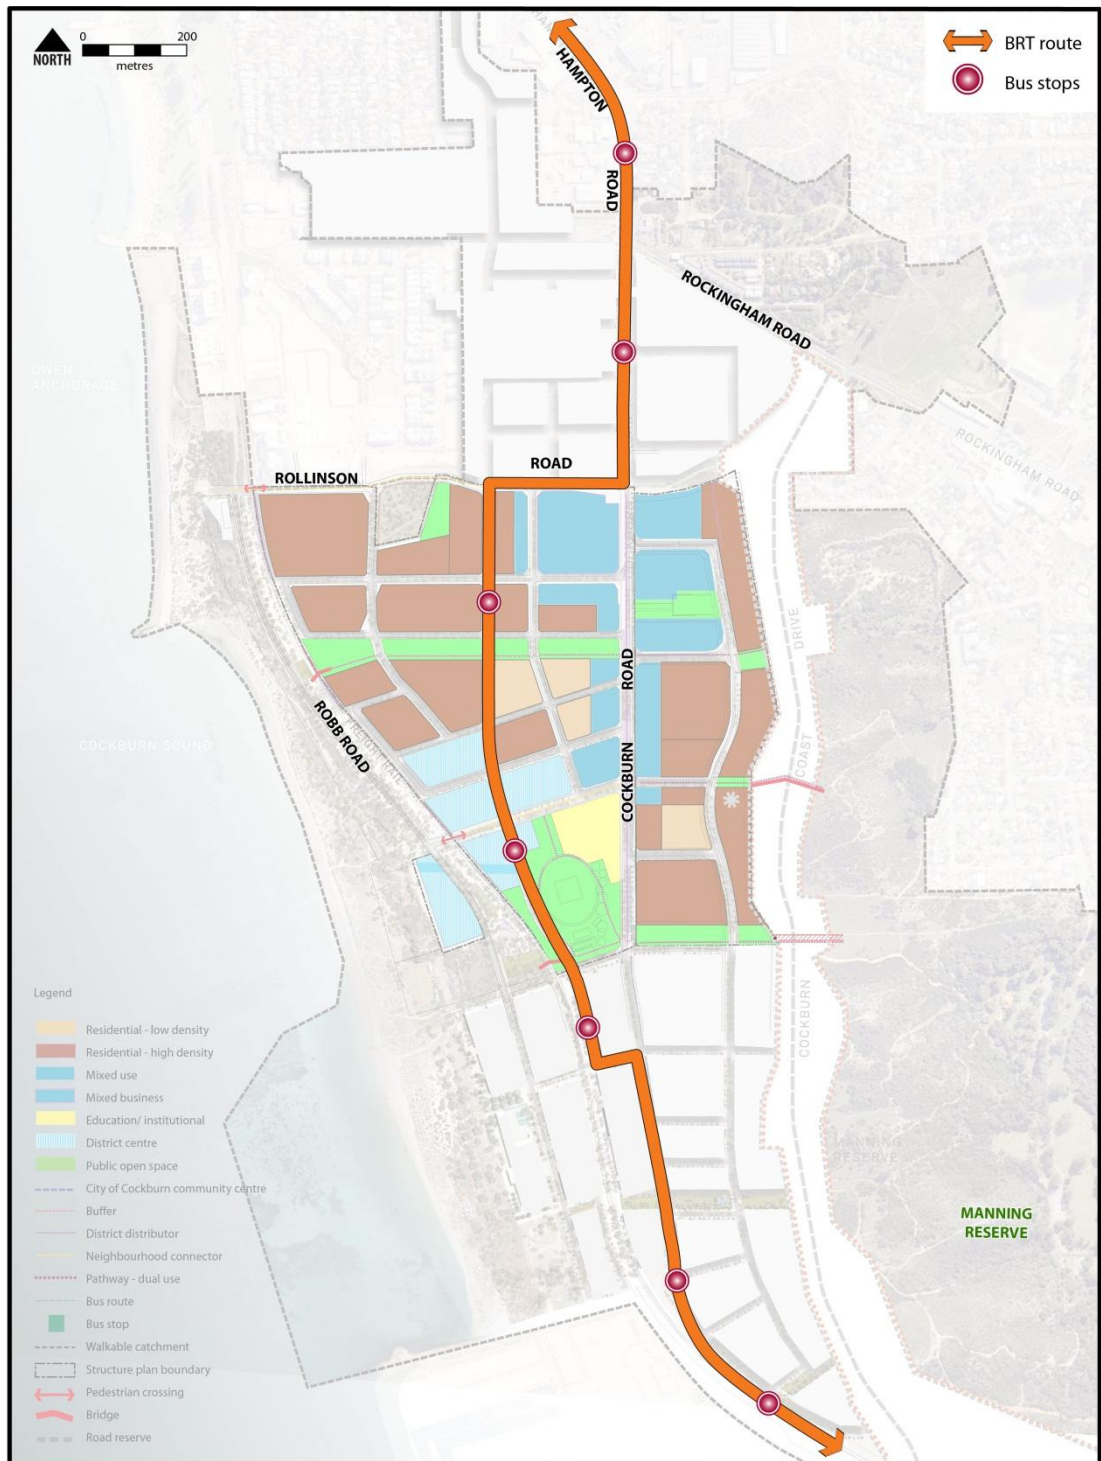 0 200
NORTH
metres
BRT route
Bus stops
HAMPTON
ROAD
ROCKINGHAM ROAD
OWEN
ANCHORAGE
ROCKINGHAM ROAD
ROLLINSON
ROAD
DRIVE
ROAD
ROBB ROAD
FREIGHT RAIL
COCKBURN SOUND
COCKBURN
COAST
COCKBURN
MANNING
RESERVE
MANNING
RESERVE
Legend
Residential - low density
Residential - high density
Mixed use
Mixed business
Education/ institutional
District centre
Public open space
City of Cockburn community centre
Buffer
District distributor
Neighbourhood connector
Pathway - dual use
Bus route
Bus stop
Walkable catchment
Structure plan boundary
Pedestrian crossing
Bridge
Road reserve